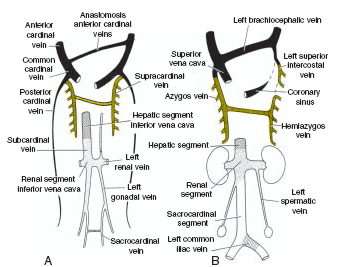 Anterior
cardinal
vein
Anastomosis
anterior cardinal
veins
Common
cardinal
vein
Supracardinal
vein
Posterior
cardinal
vein
Hepatic segment
inferior vena cava
Subcardinal
vein
Left
renal vein
Renal segment
inferior vena cava
Left
gonadal vein
Sacrocardinal
vein
A
Left brachiocephalic vein
Superior
vena cava
Left superior
intercostal
vein
Azygos vein
Coronary
sinus
Hemiazygos
vein
Hepatic segment
Renal
segment
Left
spermatic
vein
Sacrocardinal
segment
Left common
iliac vein
B